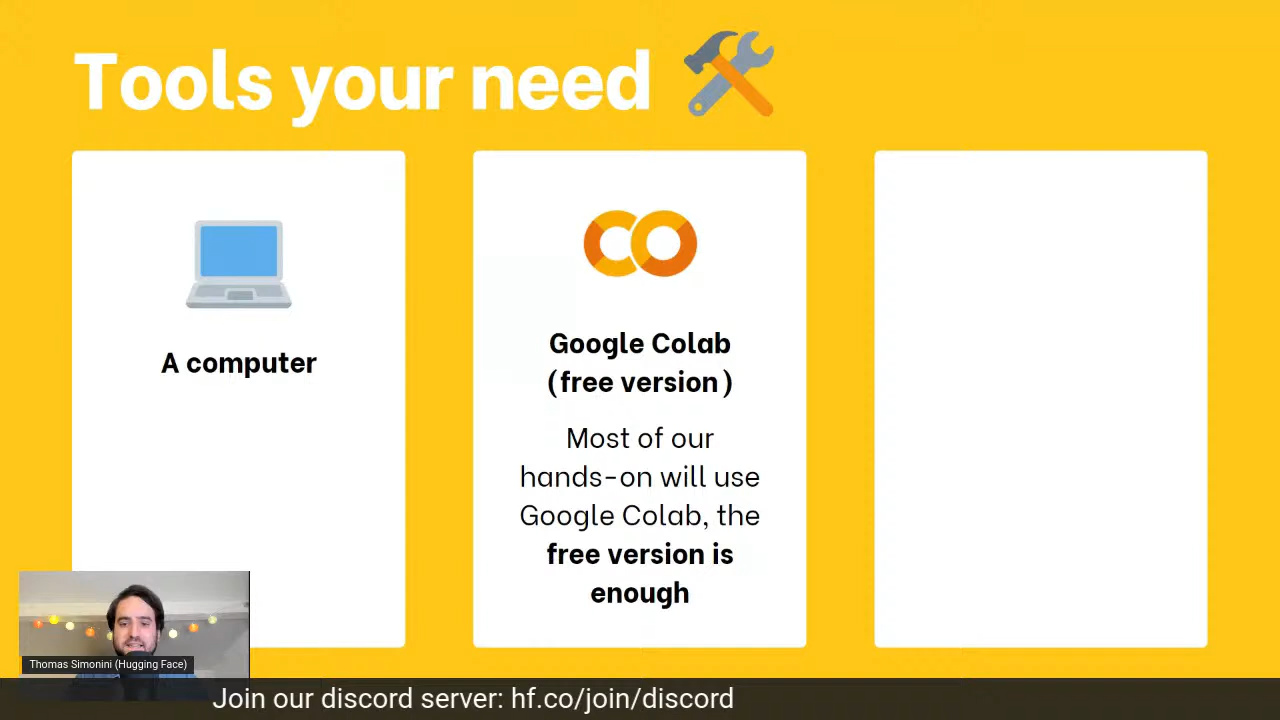 Tools your need
A computer
Google Colab
(free version)
Most of our
hands-on will use
Google Colab, the
free version is
enough
Thomas Simonini (Hugging Face)
Join our discord server: hf.co/join/discord